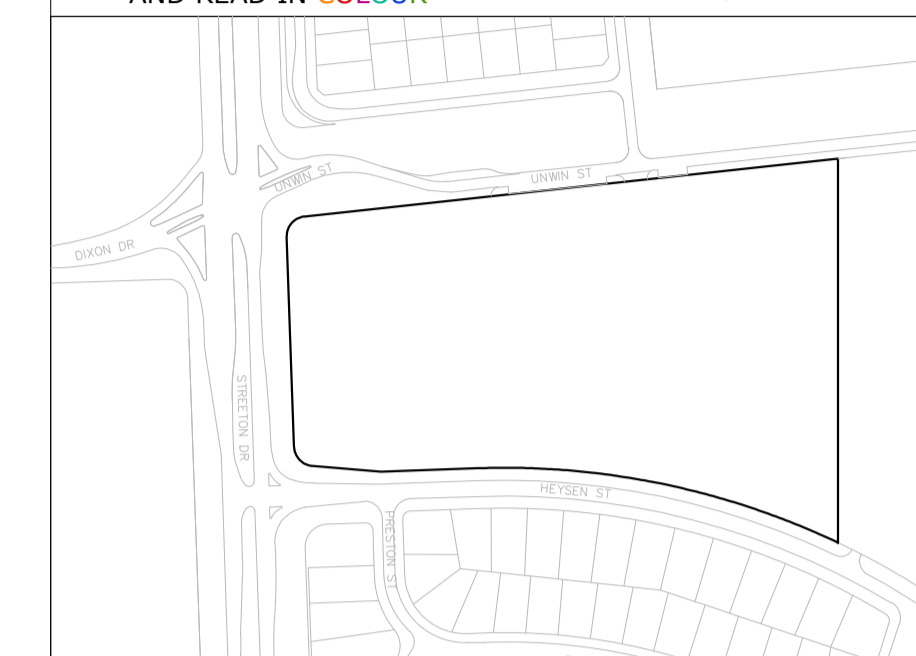 AND READ IN COLOUR
UNWIN ST
UNWIN ST
DIXON DR
STREETON DR
HEYSEN ST
PRESTON ST